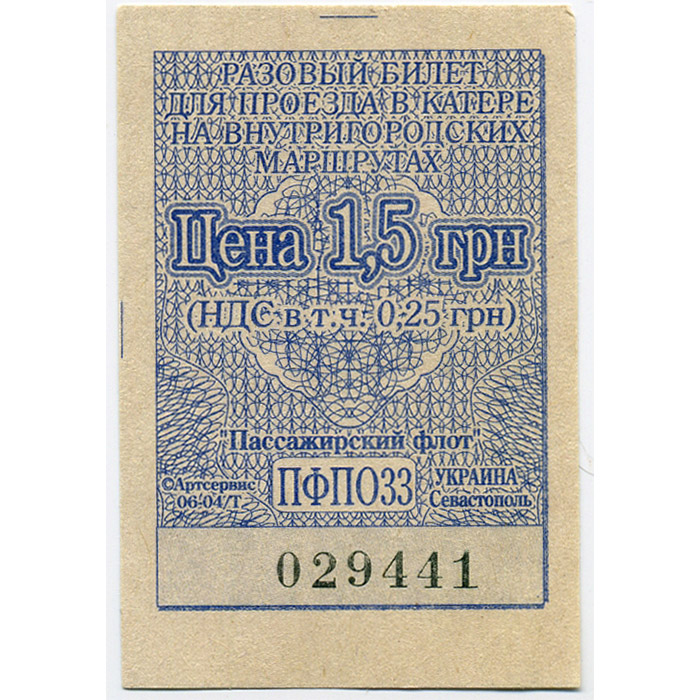 РАЗОВЫЙ БИЛЕТ
ДЛЯ ПРОЕЗДА В КАТЕРЕ
НА ВНУТРИГОРОДСКИХ
МАРШРУТАХ
Цена 1,5 грн
(НДС в т.ч. 0,25 грн)
"Пассажирский флот"
©Артсервис
06-04/Т
ПФПО33
УКРАИНА
Севастополь
029441